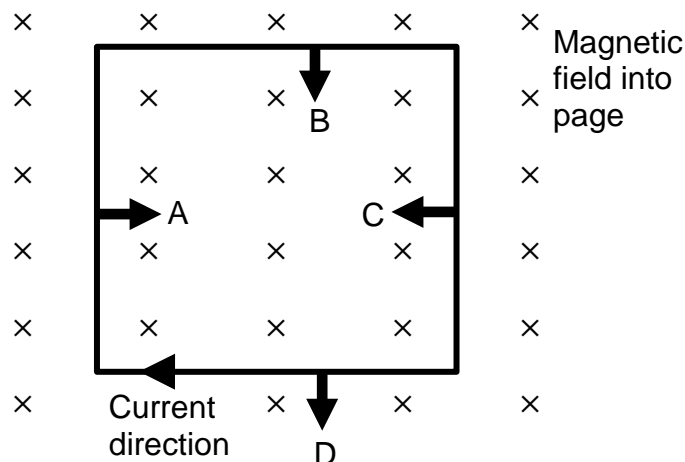 Magnetic
field into
page
B
A
C
Current
direction
D